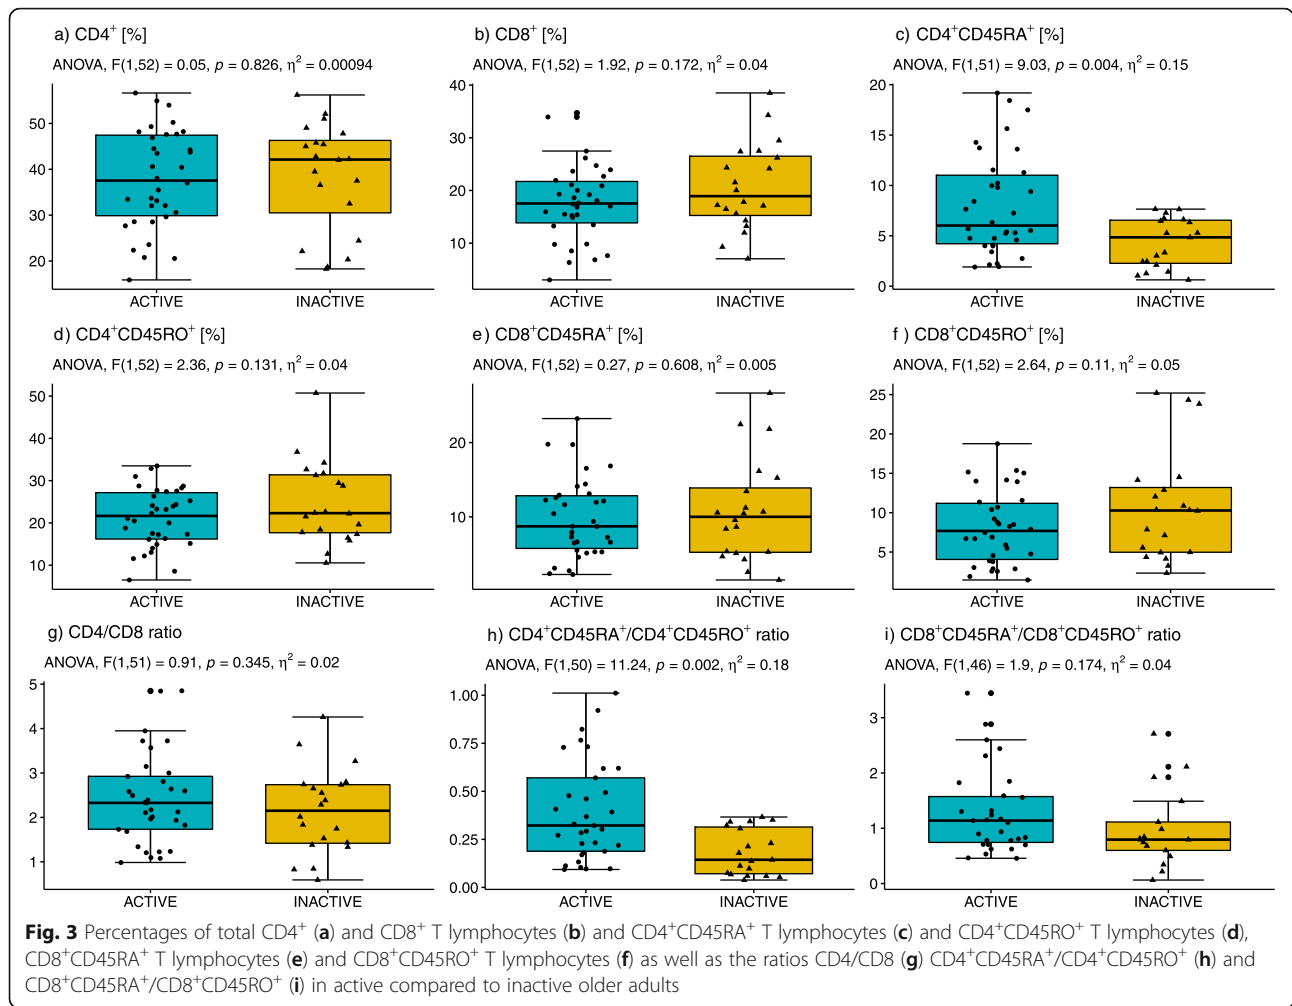 a) CD4⁺ [%]
ANOVA, F(1,52) = 0.05, p = 0.826, η² = 0.00094
50
40
30
20
ACTIVE INACTIVE
b) CD8⁺ [%]
ANOVA, F(1,52) = 1.92, p = 0.172, η² = 0.04
40
30
20
10
ACTIVE INACTIVE
c) CD4⁺CD45RA⁺ [%]
ANOVA, F(1,51) = 9.03, p = 0.004, η² = 0.15
20
15
10
5
0
ACTIVE INACTIVE
d) CD4⁺CD45RO⁺ [%]
ANOVA, F(1,52) = 2.36, p = 0.131, η² = 0.04
50
40
30
20
10
ACTIVE INACTIVE
e) CD8⁺CD45RA⁺ [%]
ANOVA, F(1,52) = 0.27, p = 0.608, η² = 0.005
20
10
ACTIVE INACTIVE
f) CD8⁺CD45RO⁺ [%]
ANOVA, F(1,52) = 2.64, p = 0.11, η² = 0.05
25
20
15
10
5
ACTIVE INACTIVE
g) CD4/CD8 ratio
ANOVA, F(1,51) = 0.91, p = 0.345, η² = 0.02
5
4
3
2
1
ACTIVE INACTIVE
h) CD4⁺CD45RA⁺/CD4⁺CD45RO⁺ ratio
ANOVA, F(1,50) = 11.24, p = 0.002, η² = 0.18
1.00
0.75
0.50
0.25
0.00
ACTIVE INACTIVE
i) CD8⁺CD45RA⁺/CD8⁺CD45RO⁺ ratio
ANOVA, F(1,46) = 1.9, p = 0.174, η² = 0.04
3
2
1
0
ACTIVE INACTIVE
Fig. 3 Percentages of total CD4⁺ (a) and CD8⁺ T lymphocytes (b) and CD4⁺CD45RA⁺ T lymphocytes (c) and CD4⁺CD45RO⁺ T lymphocytes (d),
CD8⁺CD45RA⁺ T lymphocytes (e) and CD8⁺CD45RO⁺ T lymphocytes (f) as well as the ratios CD4/CD8 (g) CD4⁺CD45RA⁺/CD4⁺CD45RO⁺ (h) and
CD8⁺CD45RA⁺/CD8⁺CD45RO⁺ (i) in active compared to inactive older adults